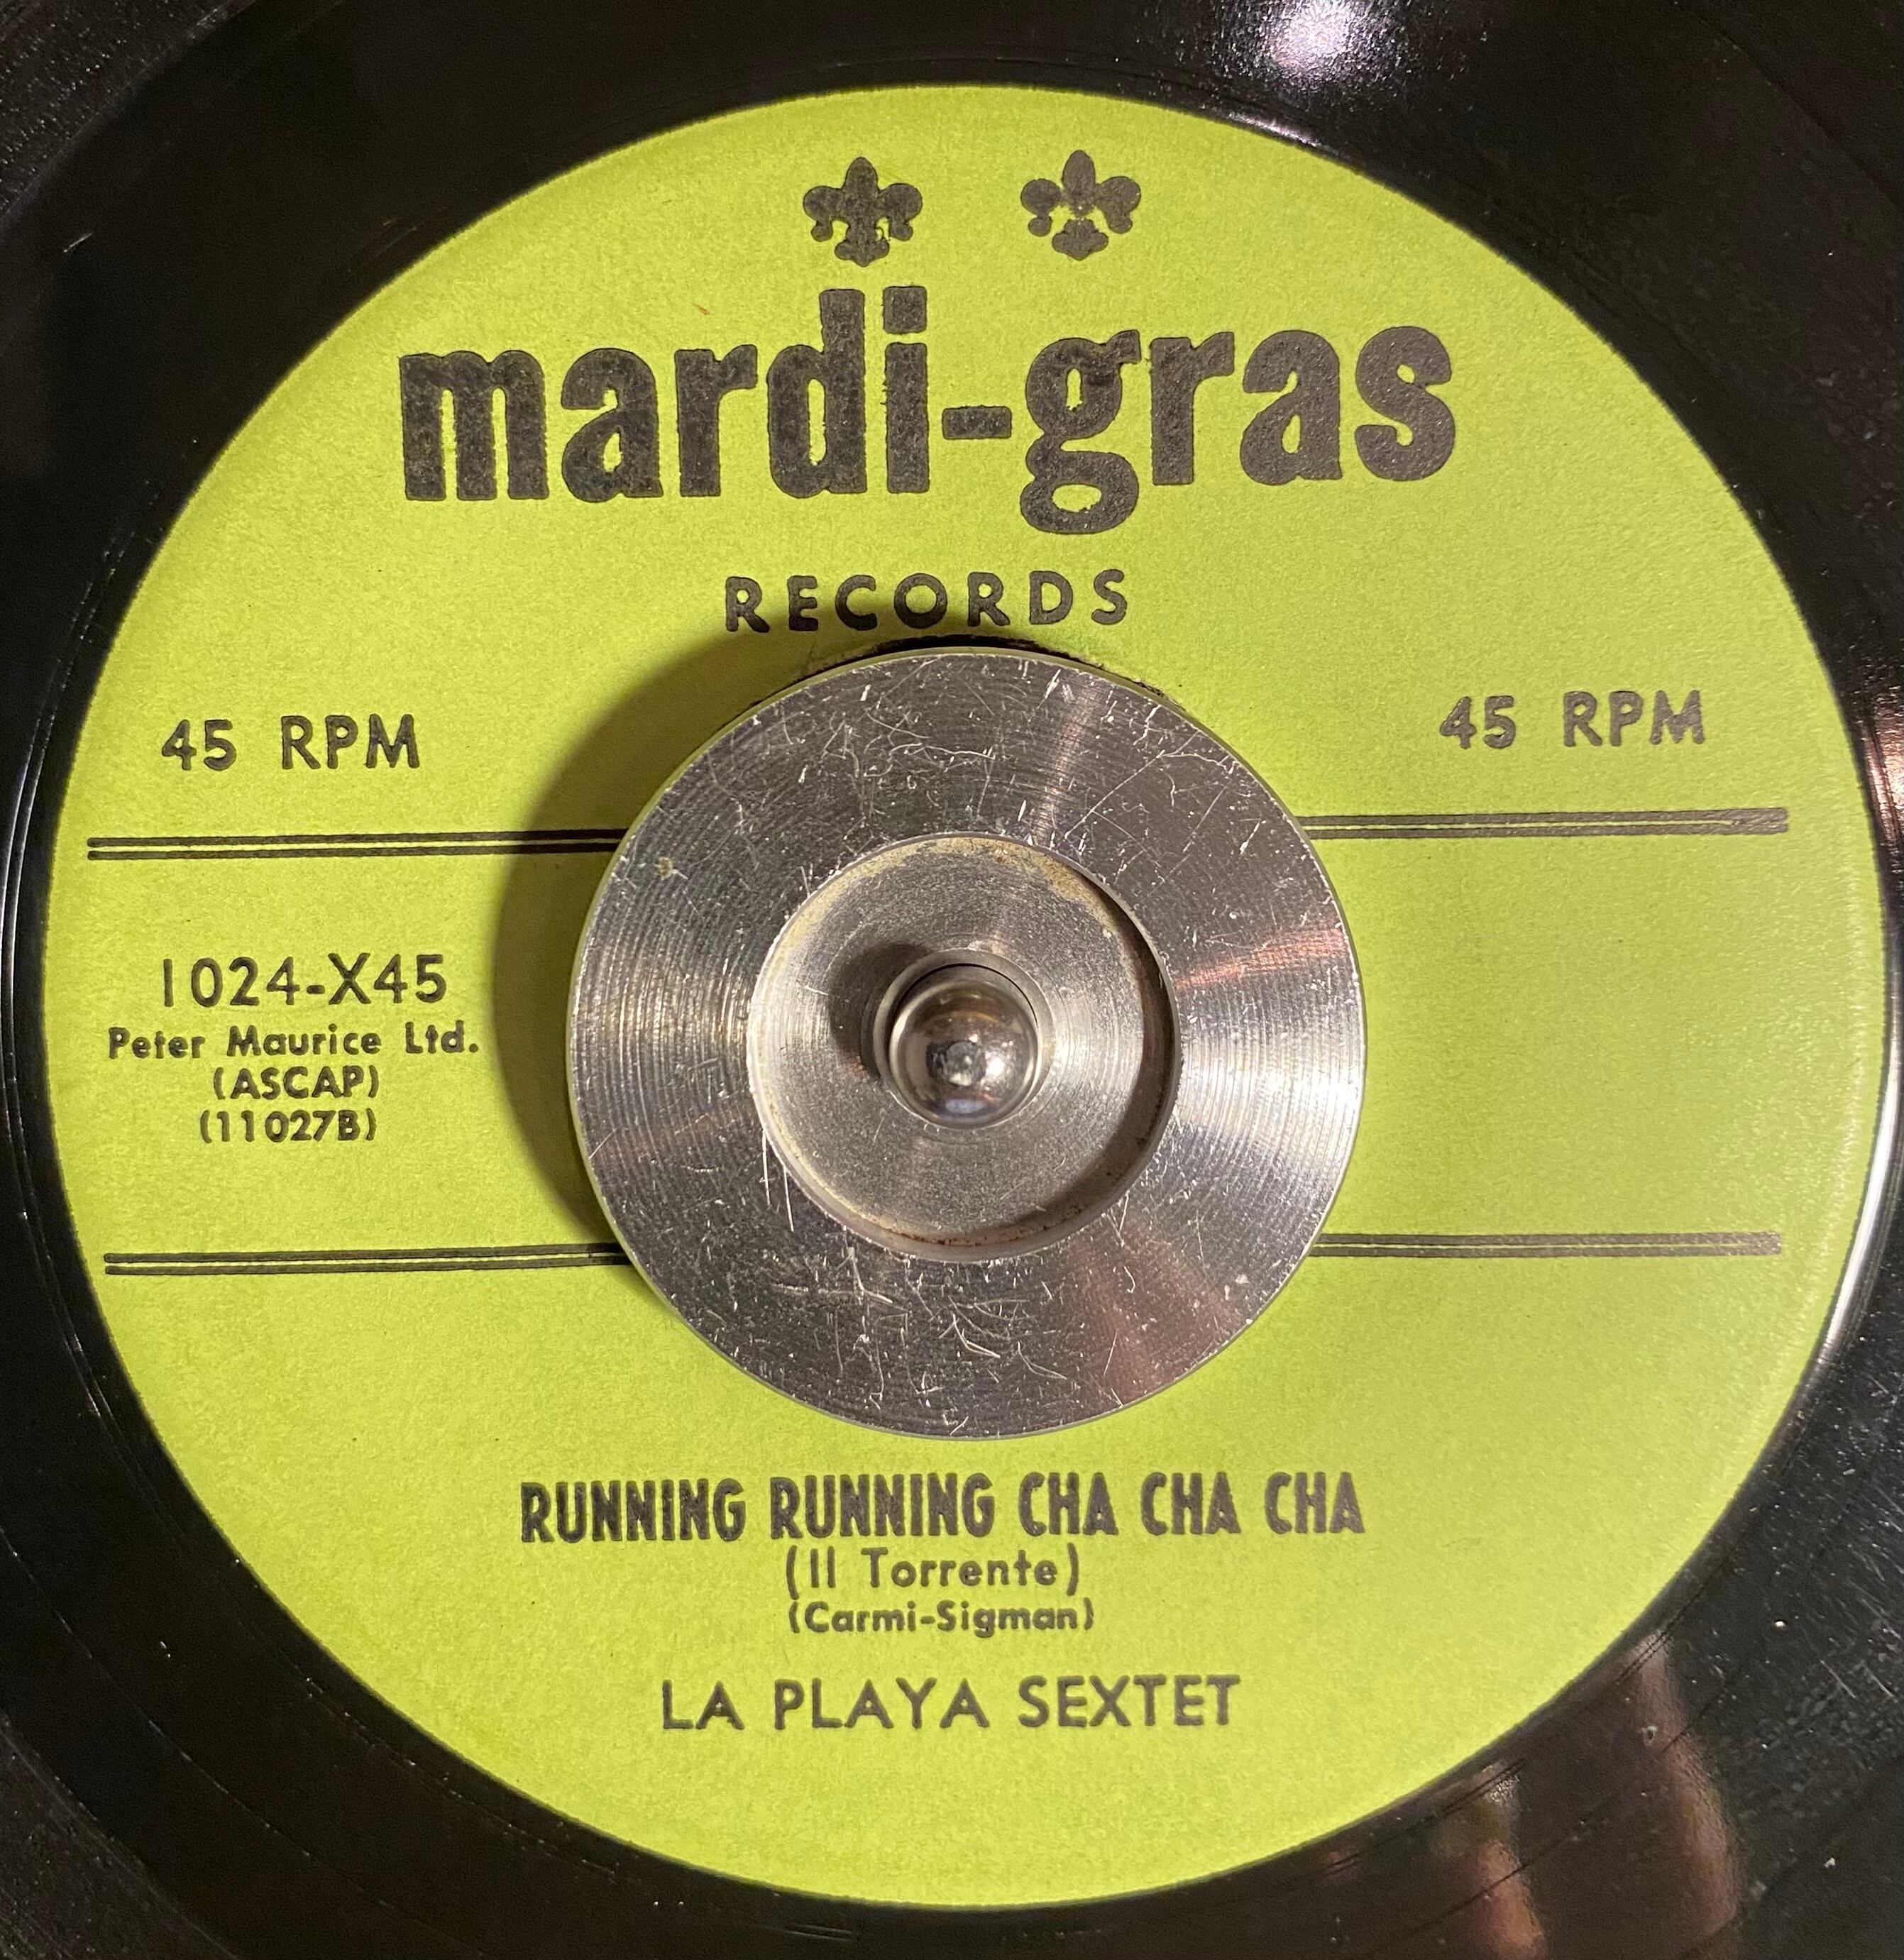 mardi-gras
RECORDS
45 RPM
45 RPM
1024-X45
Peter Maurice Ltd.
(ASCAP)
(11027B)
RUNNING RUNNING CHA CHA CHA
(Il Torrente)
(Carmi-Sigman)
LA PLAYA SEXTET